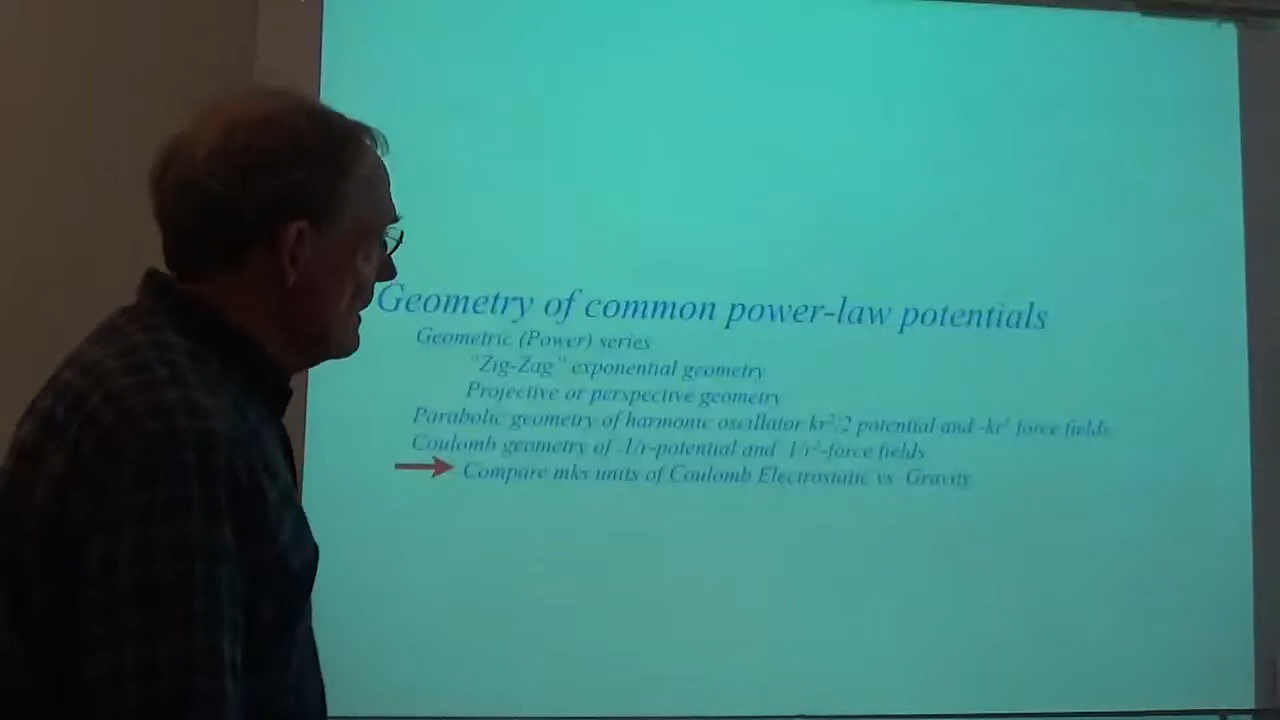 Geometry of common power-law potentials
Geometric (Power) series
"Zig-Zag" exponential geometry
Projective or perspective geometry
Parabolic geometry of harmonic oscillator kr²/2 potential and -kr¹ force fields
Coulomb geometry of -1/r-potential and 1/r²-force fields
Compare mks units of Coulomb Electrostatic vs. Gravity